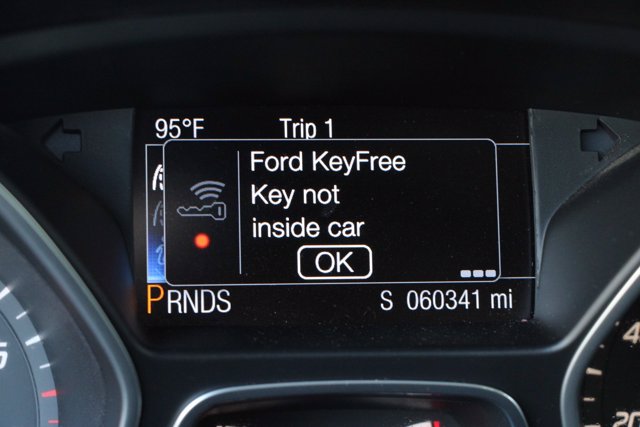 95°F Trip 1
Ford KeyFree
Key not
inside car
OK
PRNDS S 060341 mi